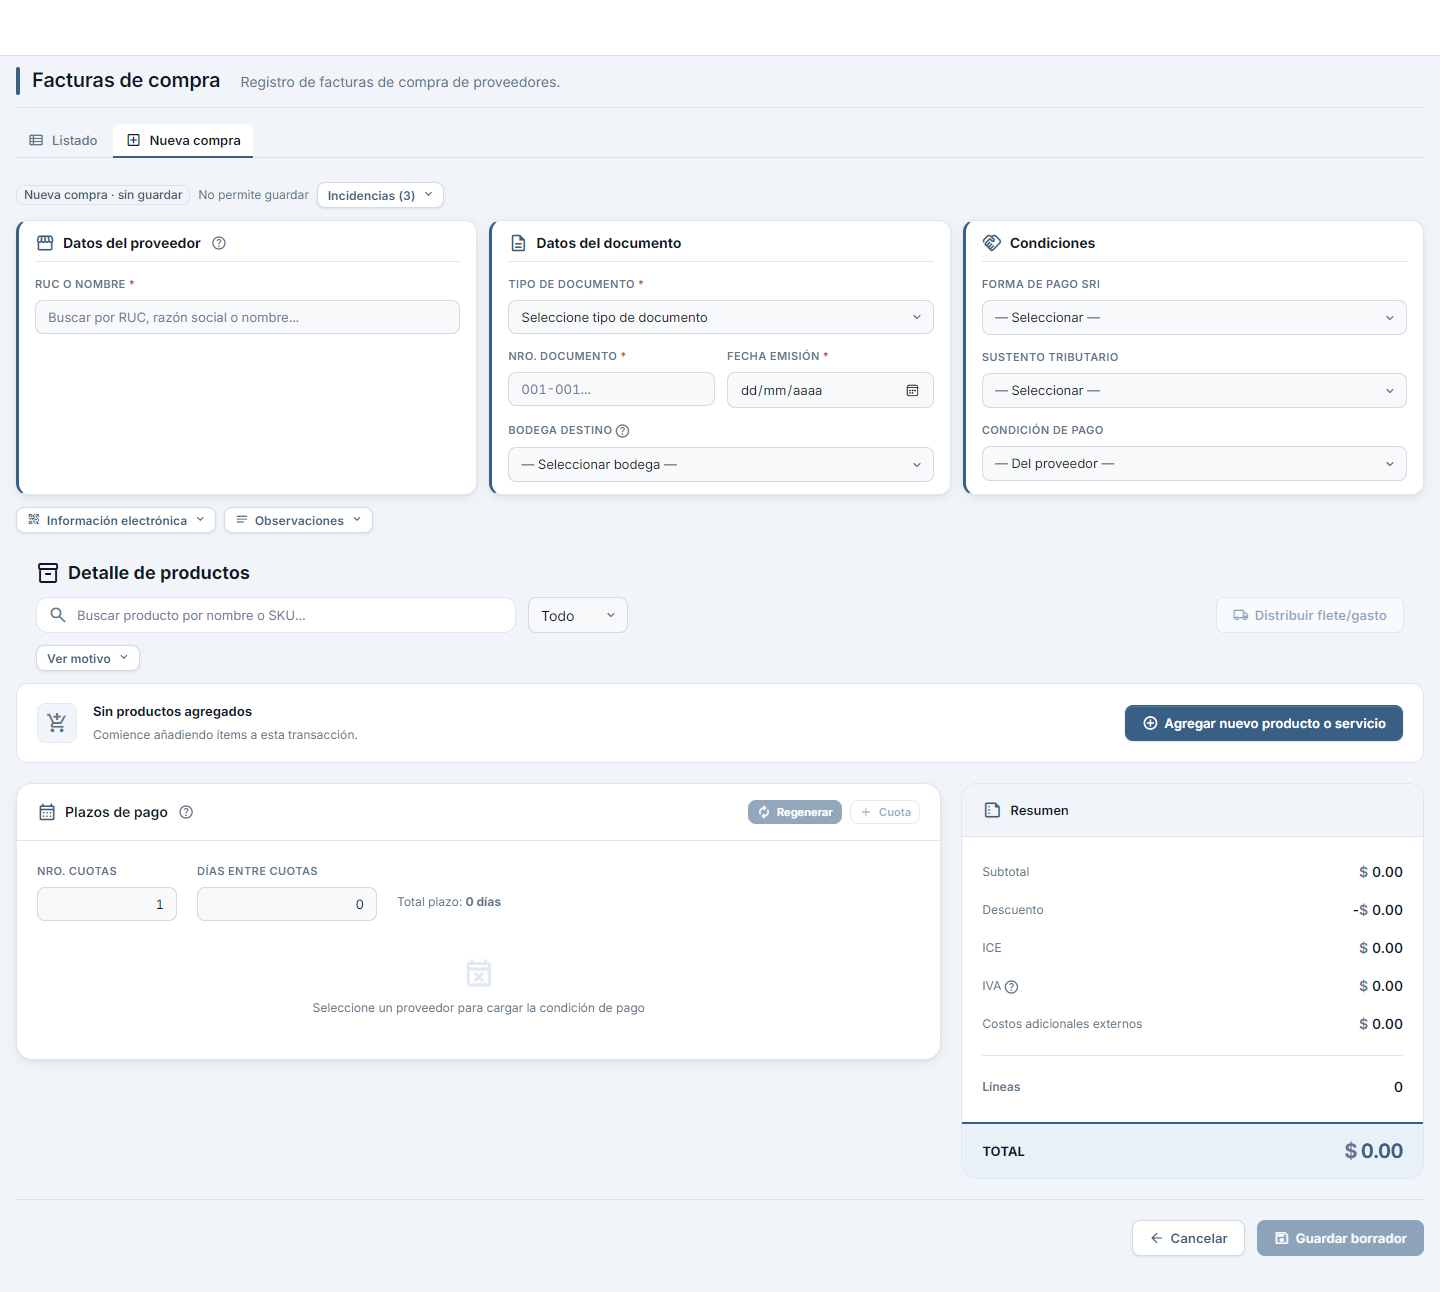 Facturas de compra
Registro de facturas de compra de proveedores.
Listado
Nueva compra
Nueva compra · sin guardar
No permite guardar
Incidencias (3)
Datos del proveedor
RUC O NOMBRE *
Buscar por RUC, razón social o nombre...
Datos del documento
TIPO DE DOCUMENTO *
Seleccione tipo de documento
NRO. DOCUMENTO *
FECHA EMISIÓN *
001-001...
dd/mm/aaaa
BODEGA DESTINO
— Seleccionar bodega —
Condiciones
FORMA DE PAGO SRI
— Seleccionar —
SUSTENTO TRIBUTARIO
— Seleccionar —
CONDICIÓN DE PAGO
— Del proveedor —
Información electrónica
Observaciones
Detalle de productos
Buscar producto por nombre o SKU...
Todo
Distribuir flete/gasto
Ver motivo
Sin productos agregados
Comience añadiendo ítems a esta transacción.
Agregar nuevo producto o servicio
Plazos de pago
Regenerar
Cuota
NRO. CUOTAS
DÍAS ENTRE CUOTAS
1
0
Total plazo: 0 días
Seleccione un proveedor para cargar la condición de pago
Resumen
Subtotal $ 0.00
Descuento -$ 0.00
ICE $ 0.00
IVA $ 0.00
Costos adicionales externos $ 0.00
Líneas 0
TOTAL $ 0.00
Cancelar
Guardar borrador